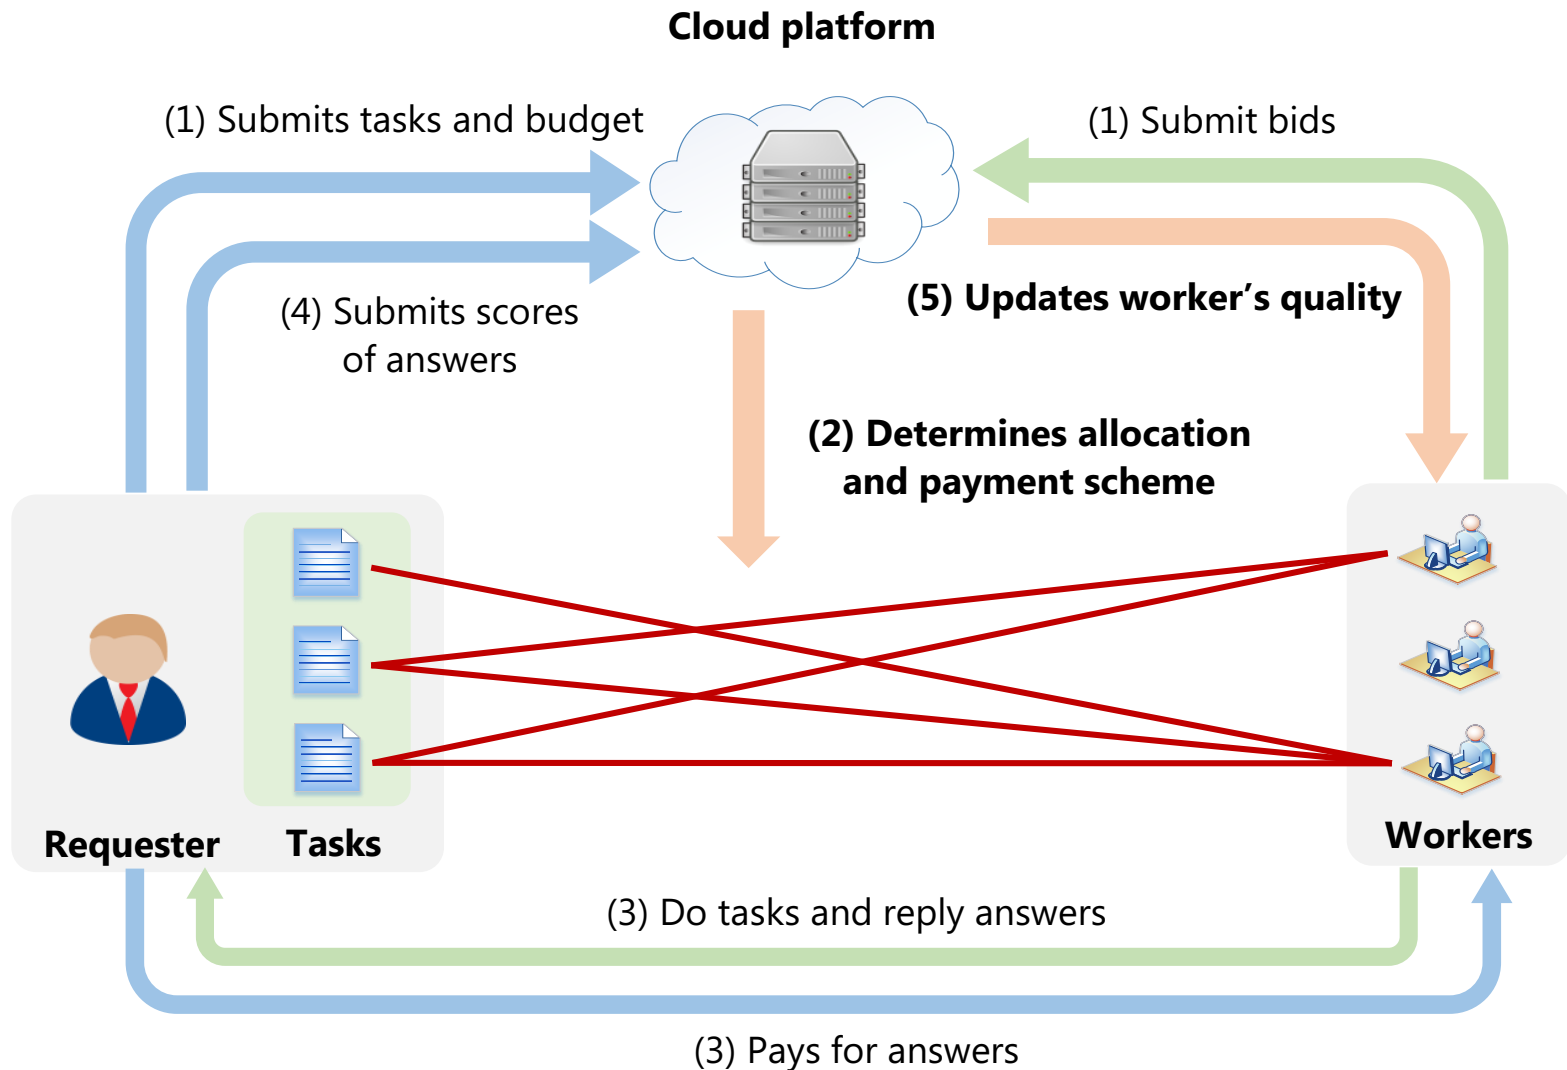 Cloud platform
(1) Submits tasks and budget
(1) Submit bids
(4) Submits scores
of answers
(5) Updates worker’s quality
(2) Determines allocation
and payment scheme
Requester
Tasks
Workers
(3) Do tasks and reply answers
(3) Pays for answers